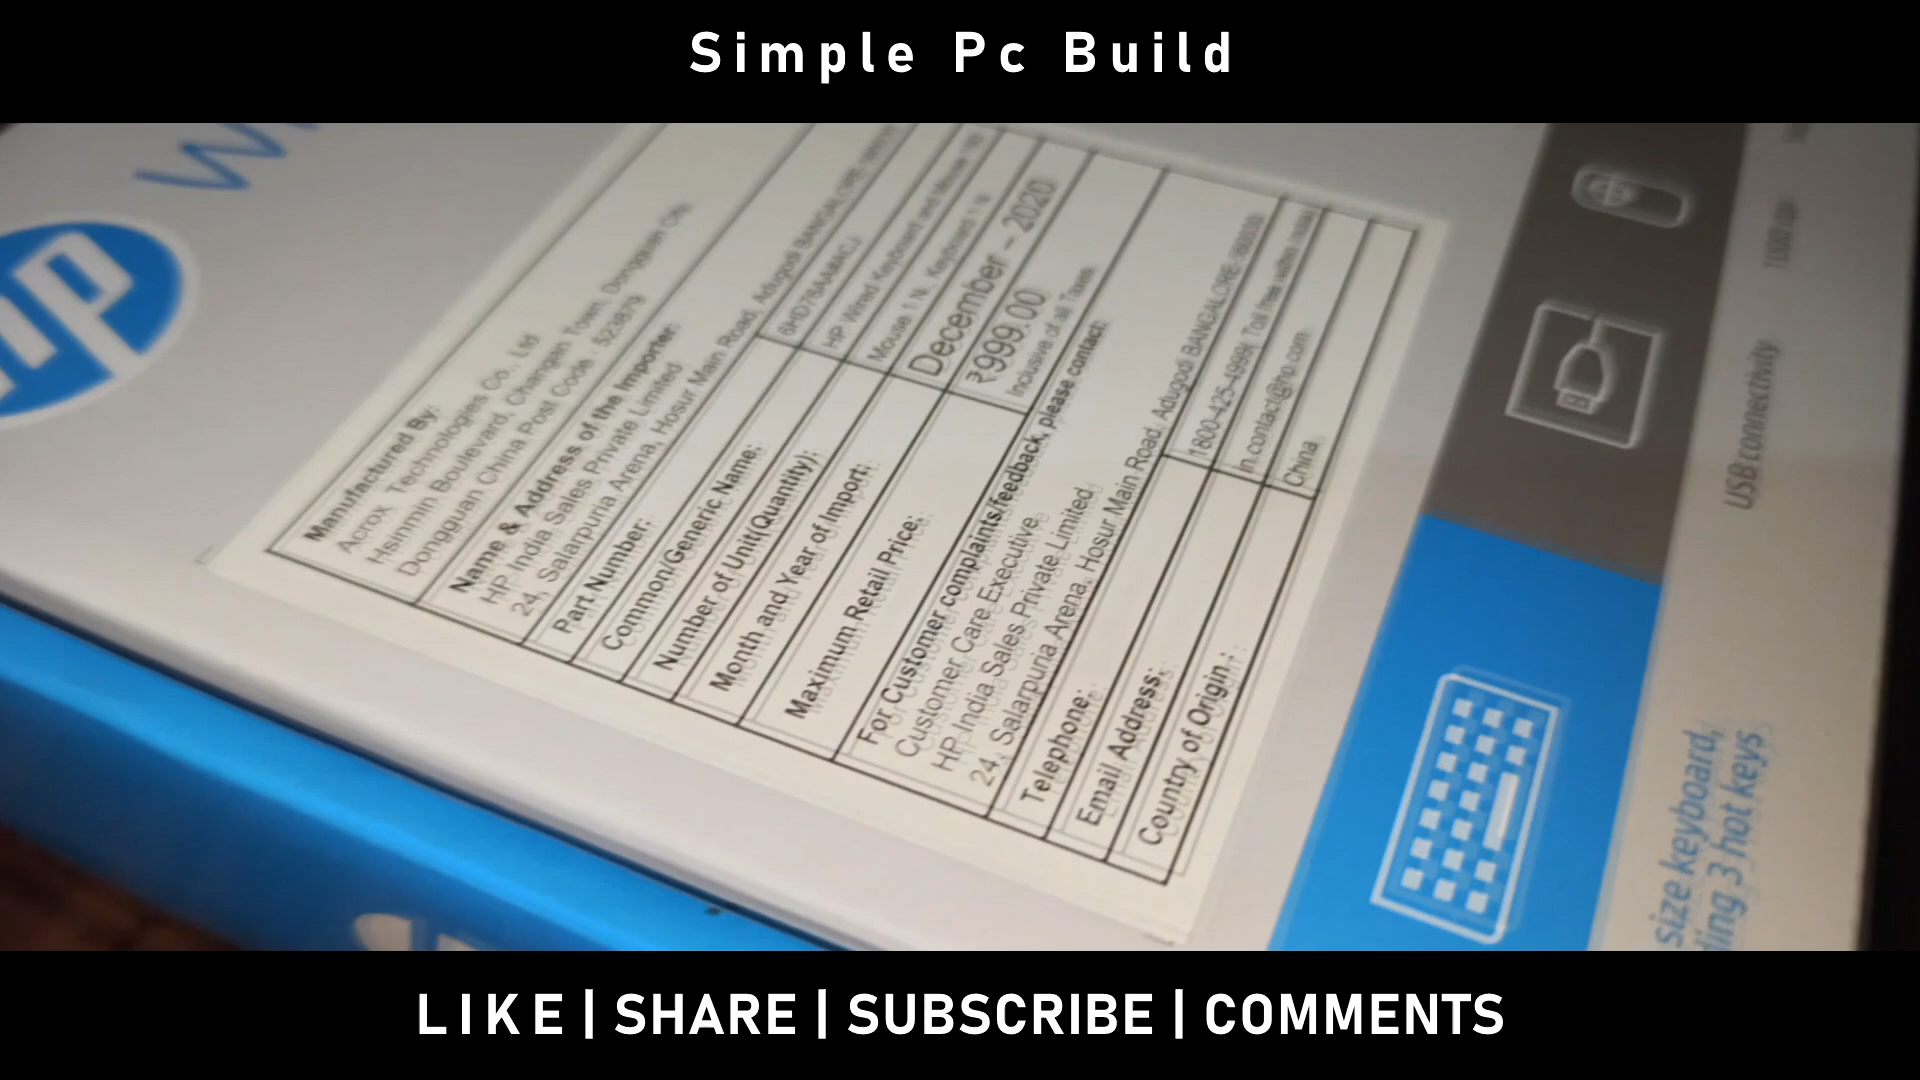 Simple Pc Build
hp
Manufactured By:
Acrox Technologies Co., Ltd
Hsinmin Boulevard, Changan Town, Dongguan City
Dongguan China Post Code : 523879
Name & Address of the Importer:
HP India Sales Private Limited
24, Salarpuria Arena, Hosur Main Road, Adugodi BANGALORE
Part Number:
Common/Generic Name: HP Wired Keyboard and Mouse
Number of Unit(Quantity): Mouse 1 N, Keyboard 1 N
Month and Year of Import: December - 2020
Maximum Retail Price: ₹999.00
Inclusive of all Taxes
For Customer complaints/feedback, please contact:
Customer Care Executive
HP India Sales Private Limited
24, Salarpuria Arena, Hosur Main Road, Adugodi BANGALORE
Telephone: 1800-425-4999( Toll free within India)
Email Address: in.contact@hp.com
Country of Origin : China
USB connectivity
size keyboard,
3 hot keys
LIKE | SHARE | SUBSCRIBE | COMMENTS